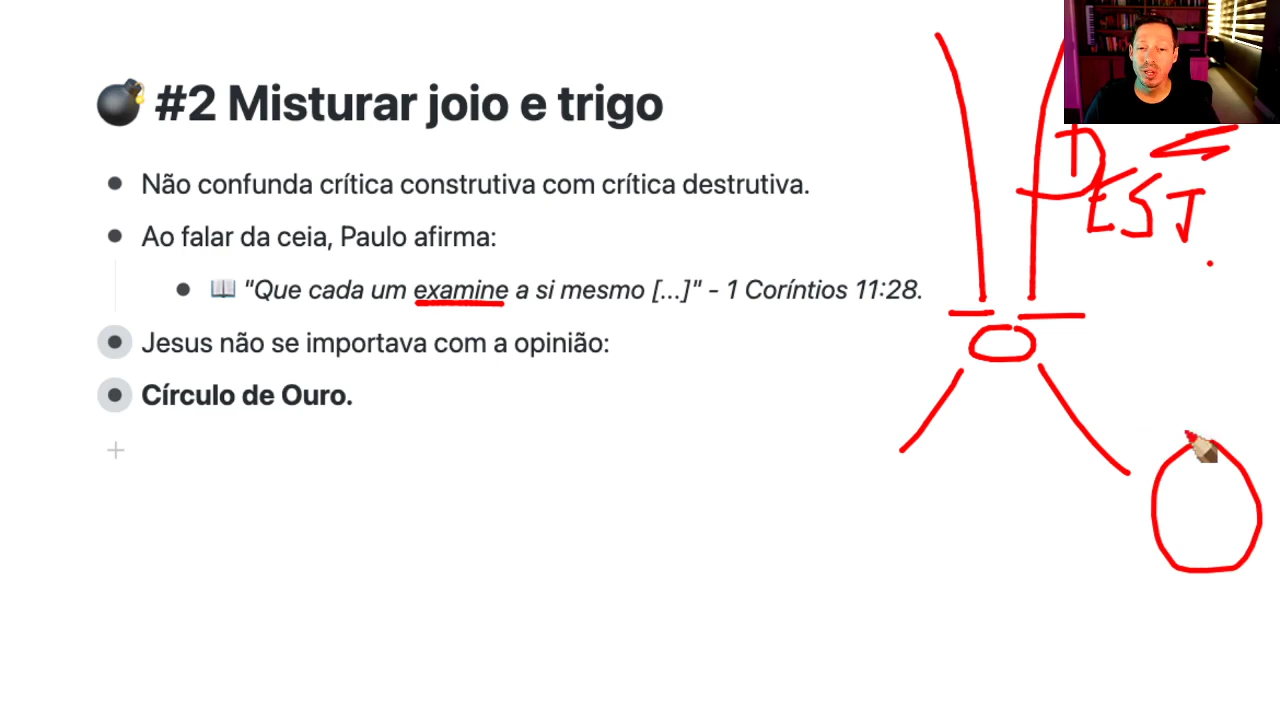 💣 #2 Misturar joio e trigo
Não confunda crítica construtiva com crítica destrutiva.
Ao falar da ceia, Paulo afirma:
📖 "Que cada um examine a si mesmo [...]" - 1 Coríntios 11:28.
Jesus não se importava com a opinião:
Círculo de Ouro.
DEST.